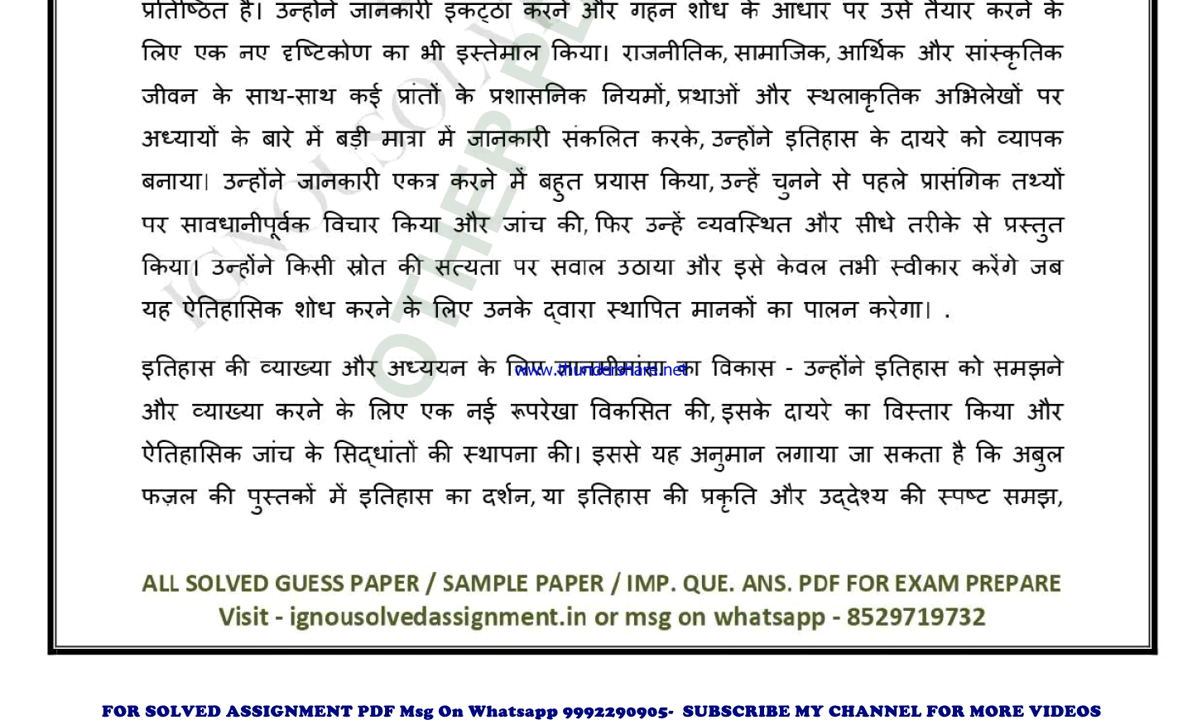 प्रतिष्ठित है। उन्होंने जानकारी इकट्ठा करने और गहन शोध के आधार पर उसे तैयार करने के
लिए एक नए दृष्टिकोण का भी इस्तेमाल किया। राजनीतिक, सामाजिक, आर्थिक और सांस्कृतिक
जीवन के साथ-साथ कई प्रांतों के प्रशासनिक नियमों, प्रथाओं और स्थलाकृतिक अभिलेखों पर
अध्यायों के बारे में बड़ी मात्रा में जानकारी संकलित करके, उन्होंने इतिहास के दायरे को व्यापक
बनाया। उन्होंने जानकारी एकत्र करने में बहुत प्रयास किया, उन्हें चुनने से पहले प्रासंगिक तथ्यों
पर सावधानीपूर्वक विचार किया और जांच की, फिर उन्हें व्यवस्थित और सीधे तरीके से प्रस्तुत
किया। उन्होंने किसी स्रोत की सत्यता पर सवाल उठाया और इसे केवल तभी स्वीकार करेंगे जब
यह ऐतिहासिक शोध करने के लिए उनके द्वारा स्थापित मानकों का पालन करेगा। .
इतिहास की व्याख्या और अध्ययन के लिए का विकास - उन्होंने इतिहास को समझने
www.thundershare.net
और व्याख्या करने के लिए एक नई रूपरेखा विकसित की, इसके दायरे का विस्तार किया और
ऐतिहासिक जांच के सिद्धांतों की स्थापना की। इससे यह अनुमान लगाया जा सकता है कि अबुल
फज़ल की पुस्तकों में इतिहास का दर्शन, या इतिहास की प्रकृति और उद्देश्य की स्पष्ट समझ,
OTHER
ALL SOLVED GUESS PAPER / SAMPLE PAPER / IMP. QUE. ANS. PDF FOR EXAM PREPARE
Visit - ignousolvedassignment.in or msg on whatsapp - 8529719732
FOR SOLVED ASSIGNMENT PDF Msg On Whatsapp 9992290905- SUBSCRIBE MY CHANNEL FOR MORE VIDEOS